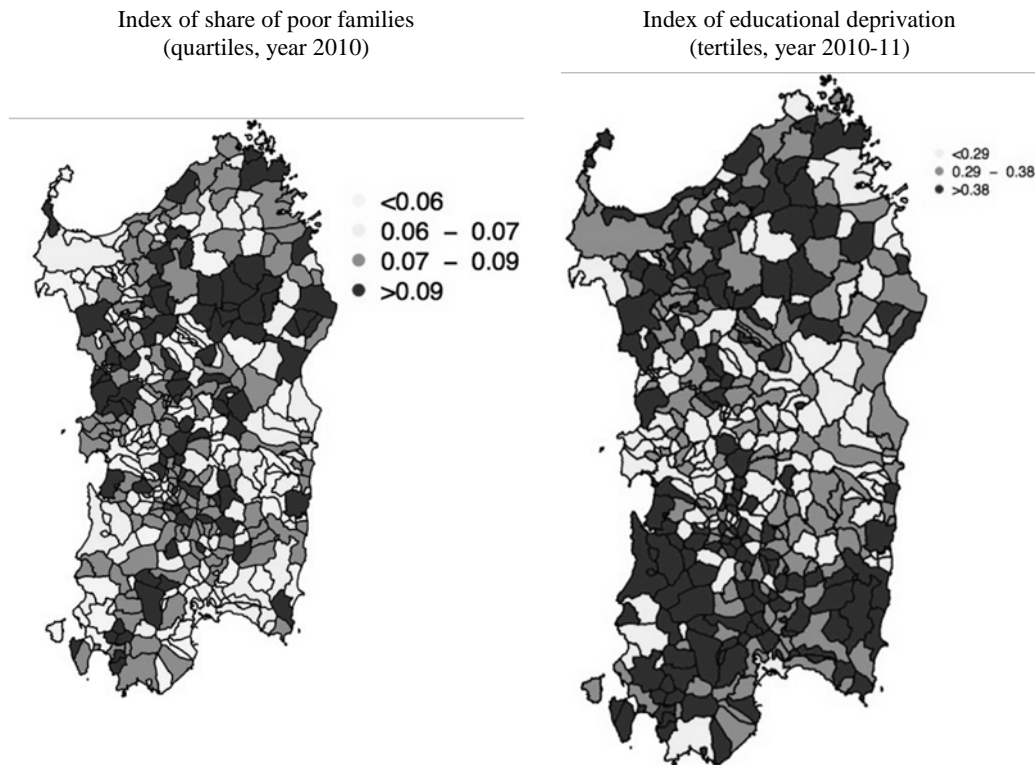 Index of share of poor families
(quartiles, year 2010)
<0.06
0.06 – 0.07
0.07 – 0.09
>0.09
Index of educational deprivation
(tertiles, year 2010-11)
<0.29
0.29 – 0.38
>0.38